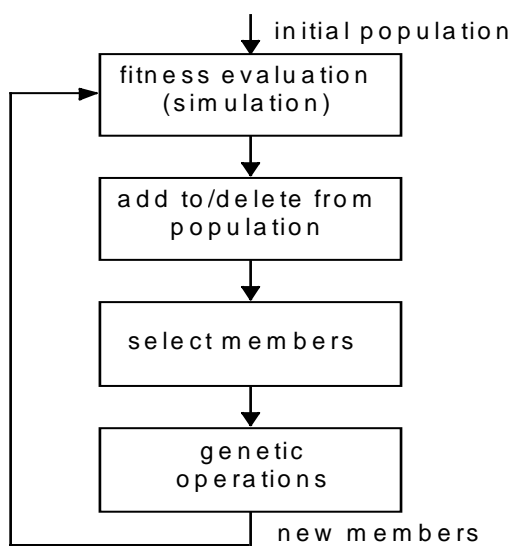 initial population
fitness evaluation
(simulation)
add to/delete from
population
select members
genetic
operations
new members